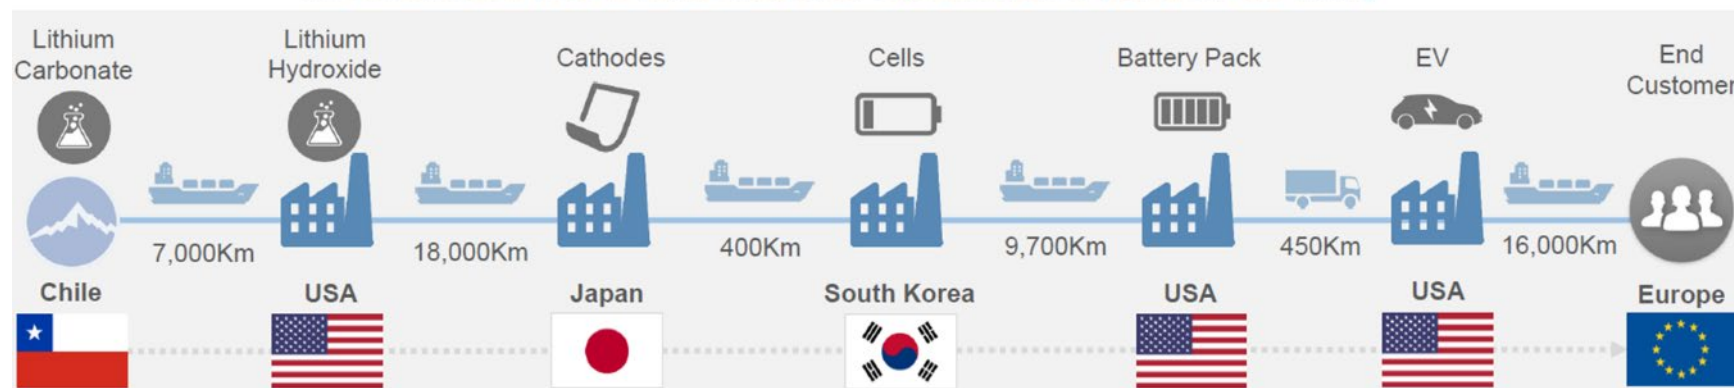 Lithium
Carbonate
Lithium
Hydroxide
Cathodes
Cells
Battery Pack
EV
End
Customer
7,000Km
18,000Km
400Km
9,700Km
450Km
16,000Km
Chile
USA
Japan
South Korea
USA
USA
Europe